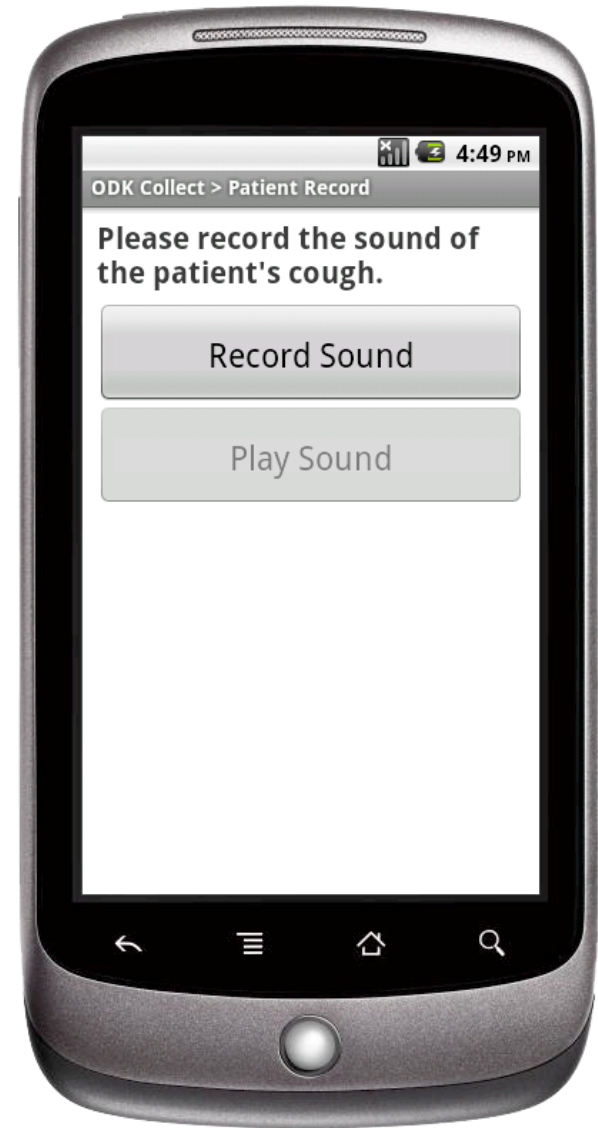 4:49 PM
ODK Collect > Patient Record
Please record the sound of
the patient's cough.
Record Sound
Play Sound